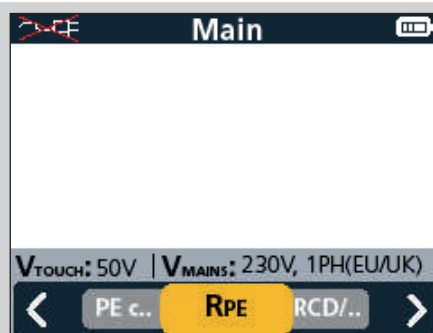 Main
VTOUCH: 50V | VMAINS: 230V, 1PH(EU/UK)
PE c.. RPE RCD/..